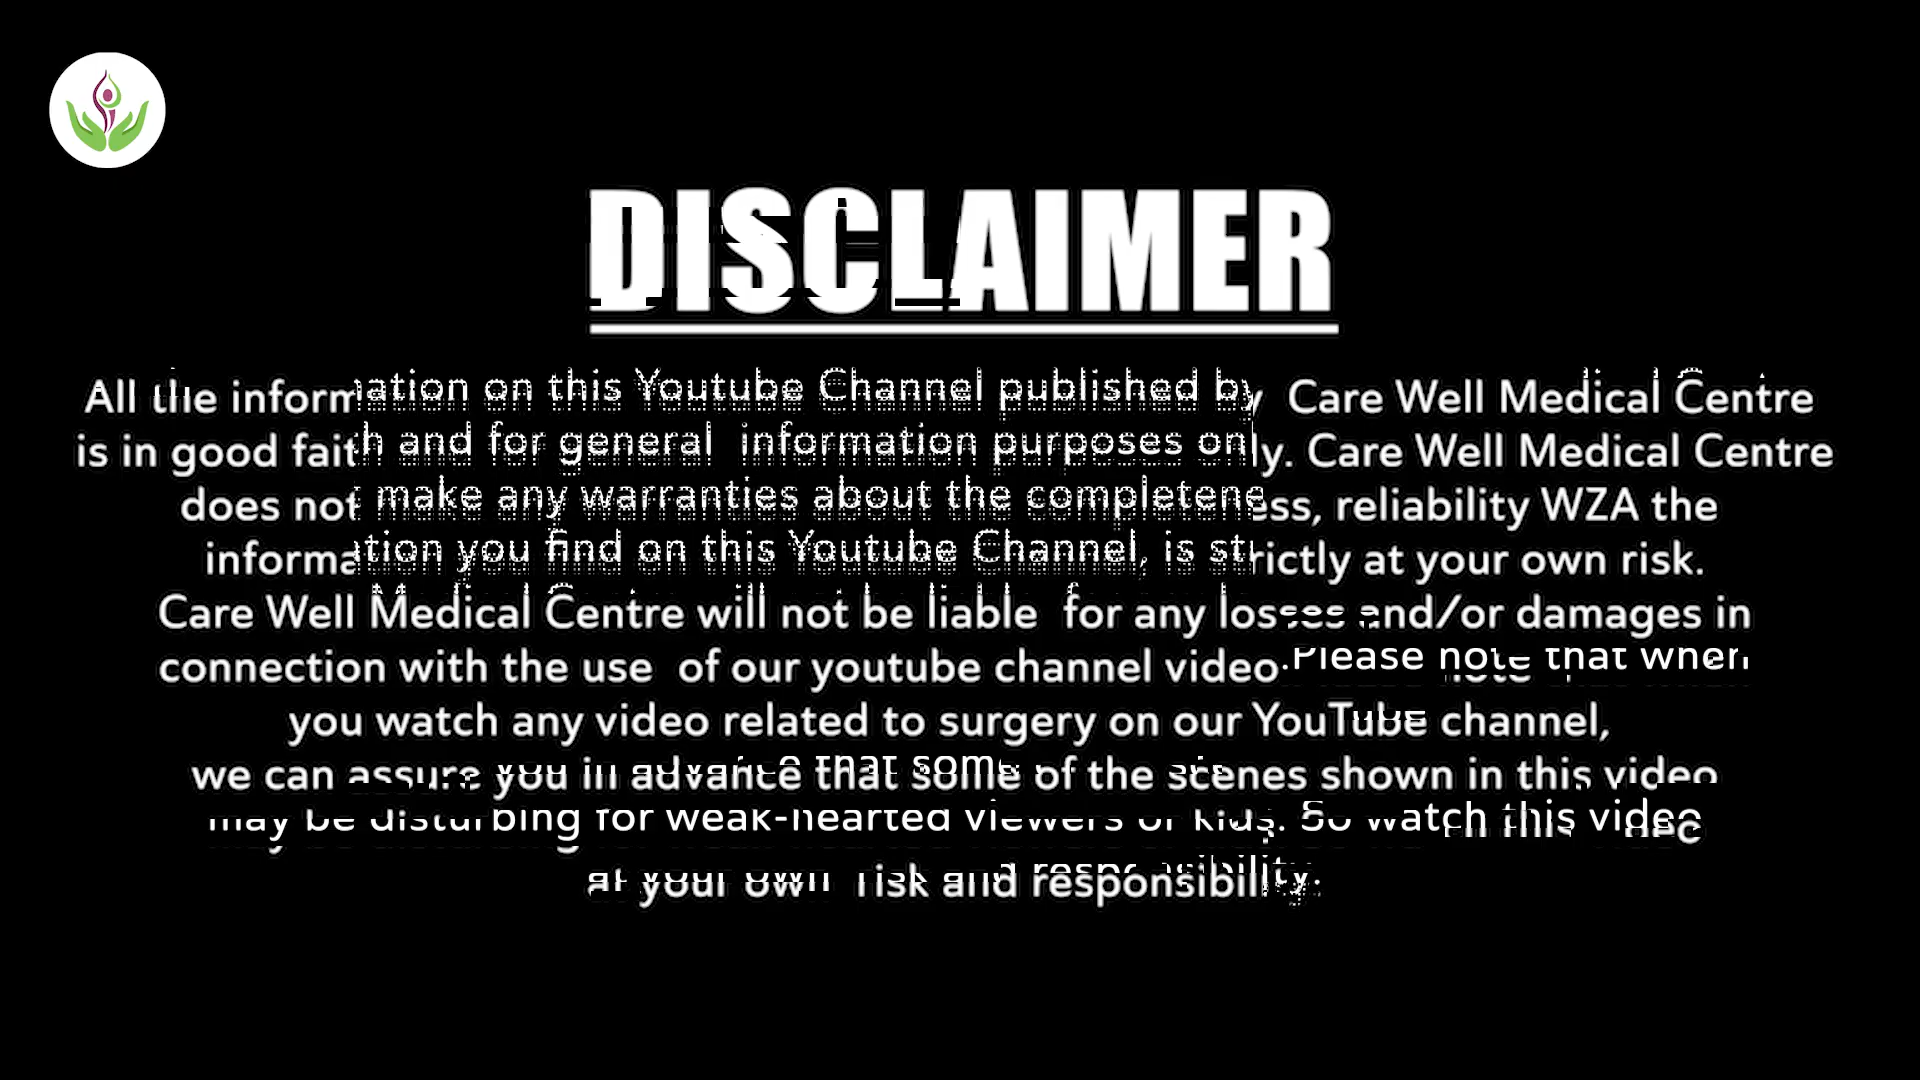 DISCLAIMER
All the information on this Youtube Channel published by Care Well Medical Centre
is in good faith and for general information purposes only. Care Well Medical Centre
does not make any warranties about the completeness, reliability WZA the
information you find on this Youtube Channel, is strictly at your own risk.
Care Well Medical Centre will not be liable for any losses and/or damages in
connection with the use of our youtube channel video.Please note that when
you watch any video related to surgery on our YouTube channel,
we can assure you in advance that some of the scenes shown in this video
may be disturbing for weak-hearted viewers or kids. So watch this video
at your own risk and responsibility.